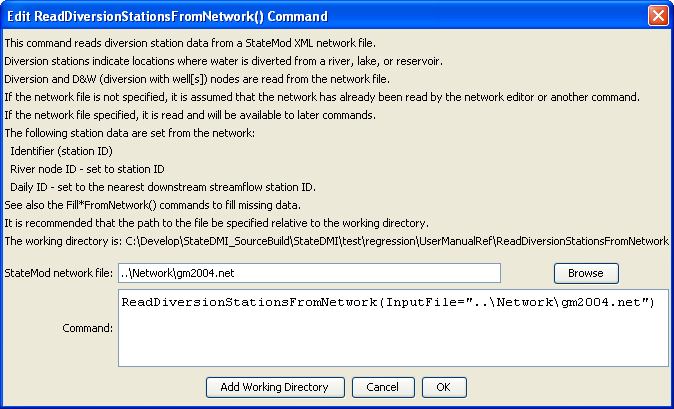 Edit ReadDiversionStationsFromNetwork() Command
This command reads diversion station data from a StateMod XML network file.
Diversion stations indicate locations where water is diverted from a river, lake, or reservoir.
Diversion and D&W (diversion with well[s]) nodes are read from the network file.
If the network file is not specified, it is assumed that the network has already been read by the network editor or another command.
If the network file specified, it is read and will be available to later commands.
The following station data are set from the network:
Identifier (station ID)
River node ID - set to station ID
Daily ID - set to the nearest downstream streamflow station ID.
See also the Fill*FromNetwork() commands to fill missing data.
It is recommended that the path to the file be specified relative to the working directory.
The working directory is: C:\Develop\StateDMI_SourceBuild\StateDMI\test\regression\UserManualRef\ReadDiversionStationsFromNetwork
StateMod network file: ..\Network\gm2004.net Browse
ReadDiversionStationsFromNetwork(InputFile="..\Network\gm2004.net")
Command:
Add Working Directory Cancel OK